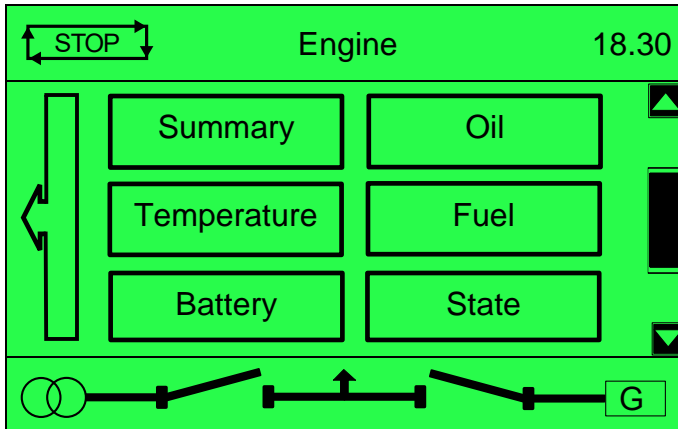 STOP Engine 18.30
Summary Oil
Temperature Fuel
Battery State
G